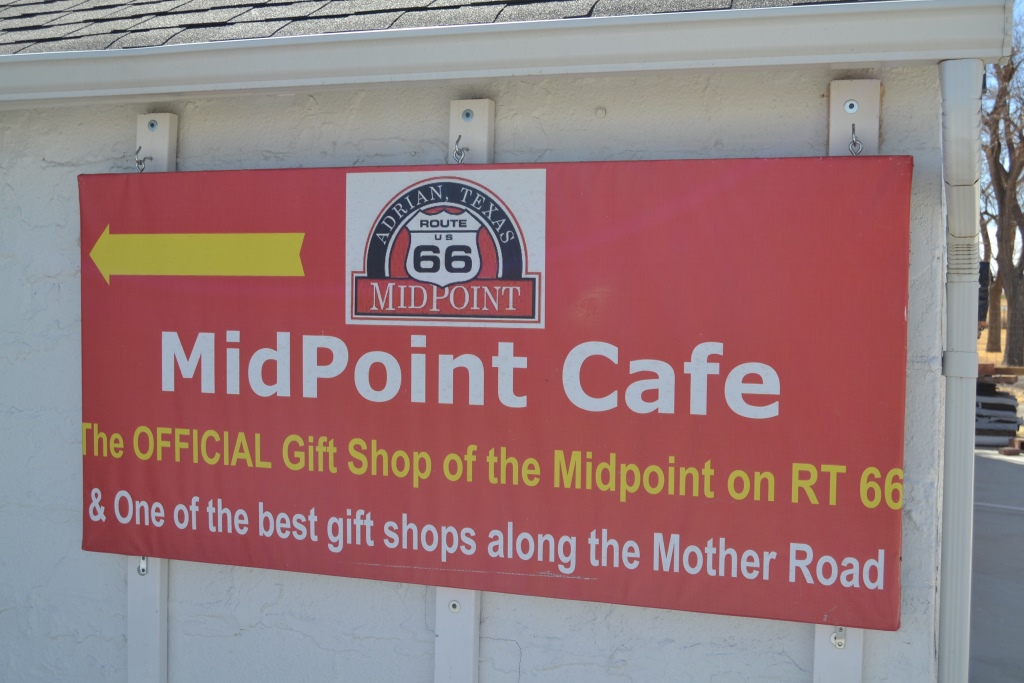 ADRIAN, TEXAS
ROUTE
US
66
MIDPOINT
MidPoint Cafe
The OFFICIAL Gift Shop of the Midpoint on RT 66
& One of the best gift shops along the Mother Road